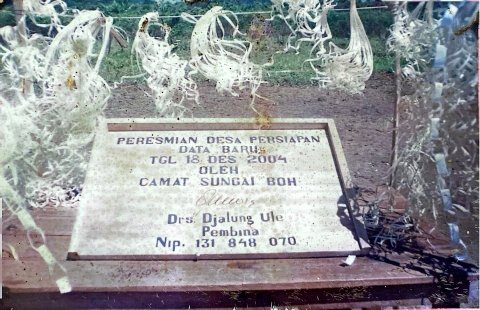 PERESMIAN DESA PERSIAPAN
DATA BARU
TGL 18 DES 2004
OLEH
CAMAT SUNGAI BOH
Drs. Djalung Ule
Pembina
Nip. 131 848 070